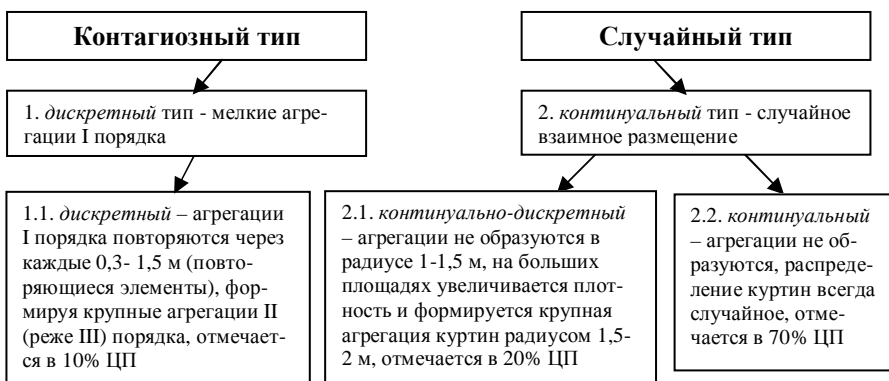 Контагиозный тип
Случайный тип
1. дискретный тип - мелкие агре-
гации I порядка
2. континуальный тип - случайное
взаимное размещение
1.1. дискретный – агрегации
I порядка повторяются через
каждые 0,3- 1,5 м (повто-
ряющиеся элементы), фор-
мируя крупные агрегации II
(реже III) порядка, отмечает-
ся в 10% ЦП
2.1. континуально-дискретный
– агрегации не образуются в
радиусе 1-1,5 м, на больших
площадях увеличивается плот-
ность и формируется крупная
агрегация куртин радиусом 1,5-
2 м, отмечается в 20% ЦП
2.2. континуальный
– агрегации не об-
разуются, распреде-
ление куртин всегда
случайное, отме-
чается в 70% ЦП